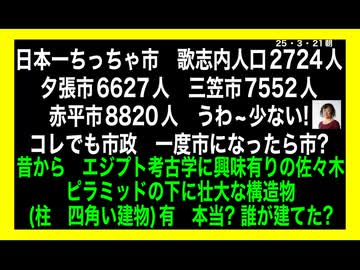 25・3・21朝
日本一ちっちゃ市　歌志内人口2724人
夕張市6627人　三笠市7552人
赤平市8820人　うわ~少ない!
コレでも市政　一度市になったら市?
昔から　エジプト考古学に興味有りの佐々木
ピラミッドの下に壮大な構造物
(柱　四角い建物)有　本当?誰が建てた?